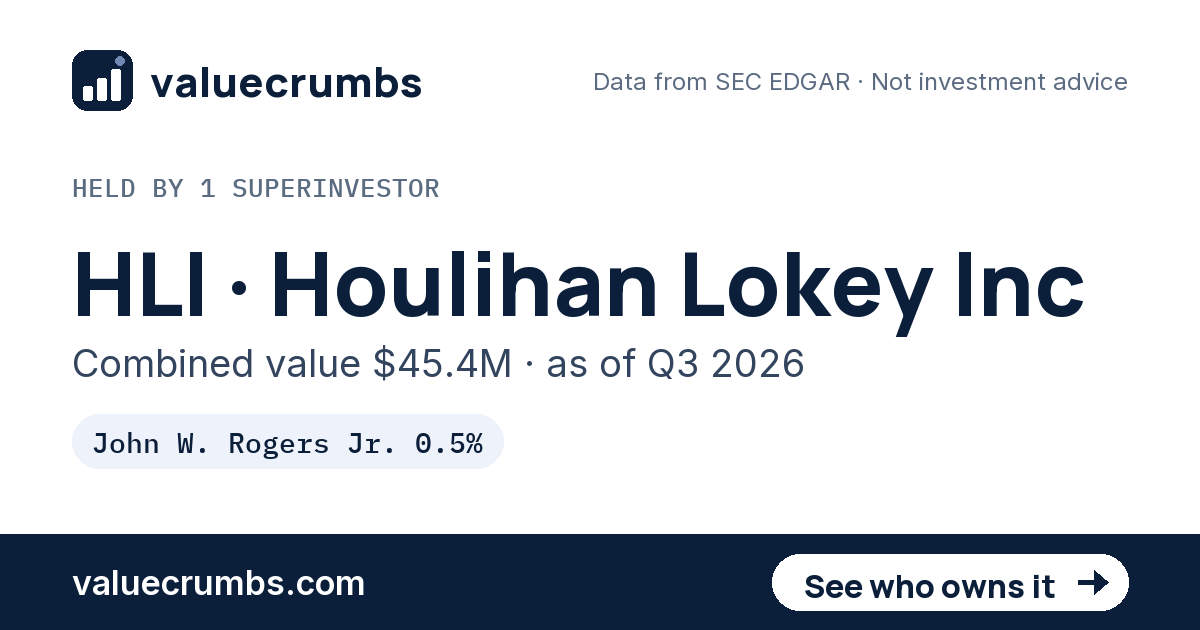 valuecrumbs
Data from SEC EDGAR · Not investment advice
HELD BY 1 SUPERINVESTOR
HLI · Houlihan Lokey Inc
Combined value $45.4M · as of Q3 2026
John W. Rogers Jr. 0.5%
valuecrumbs.com
See who owns it →